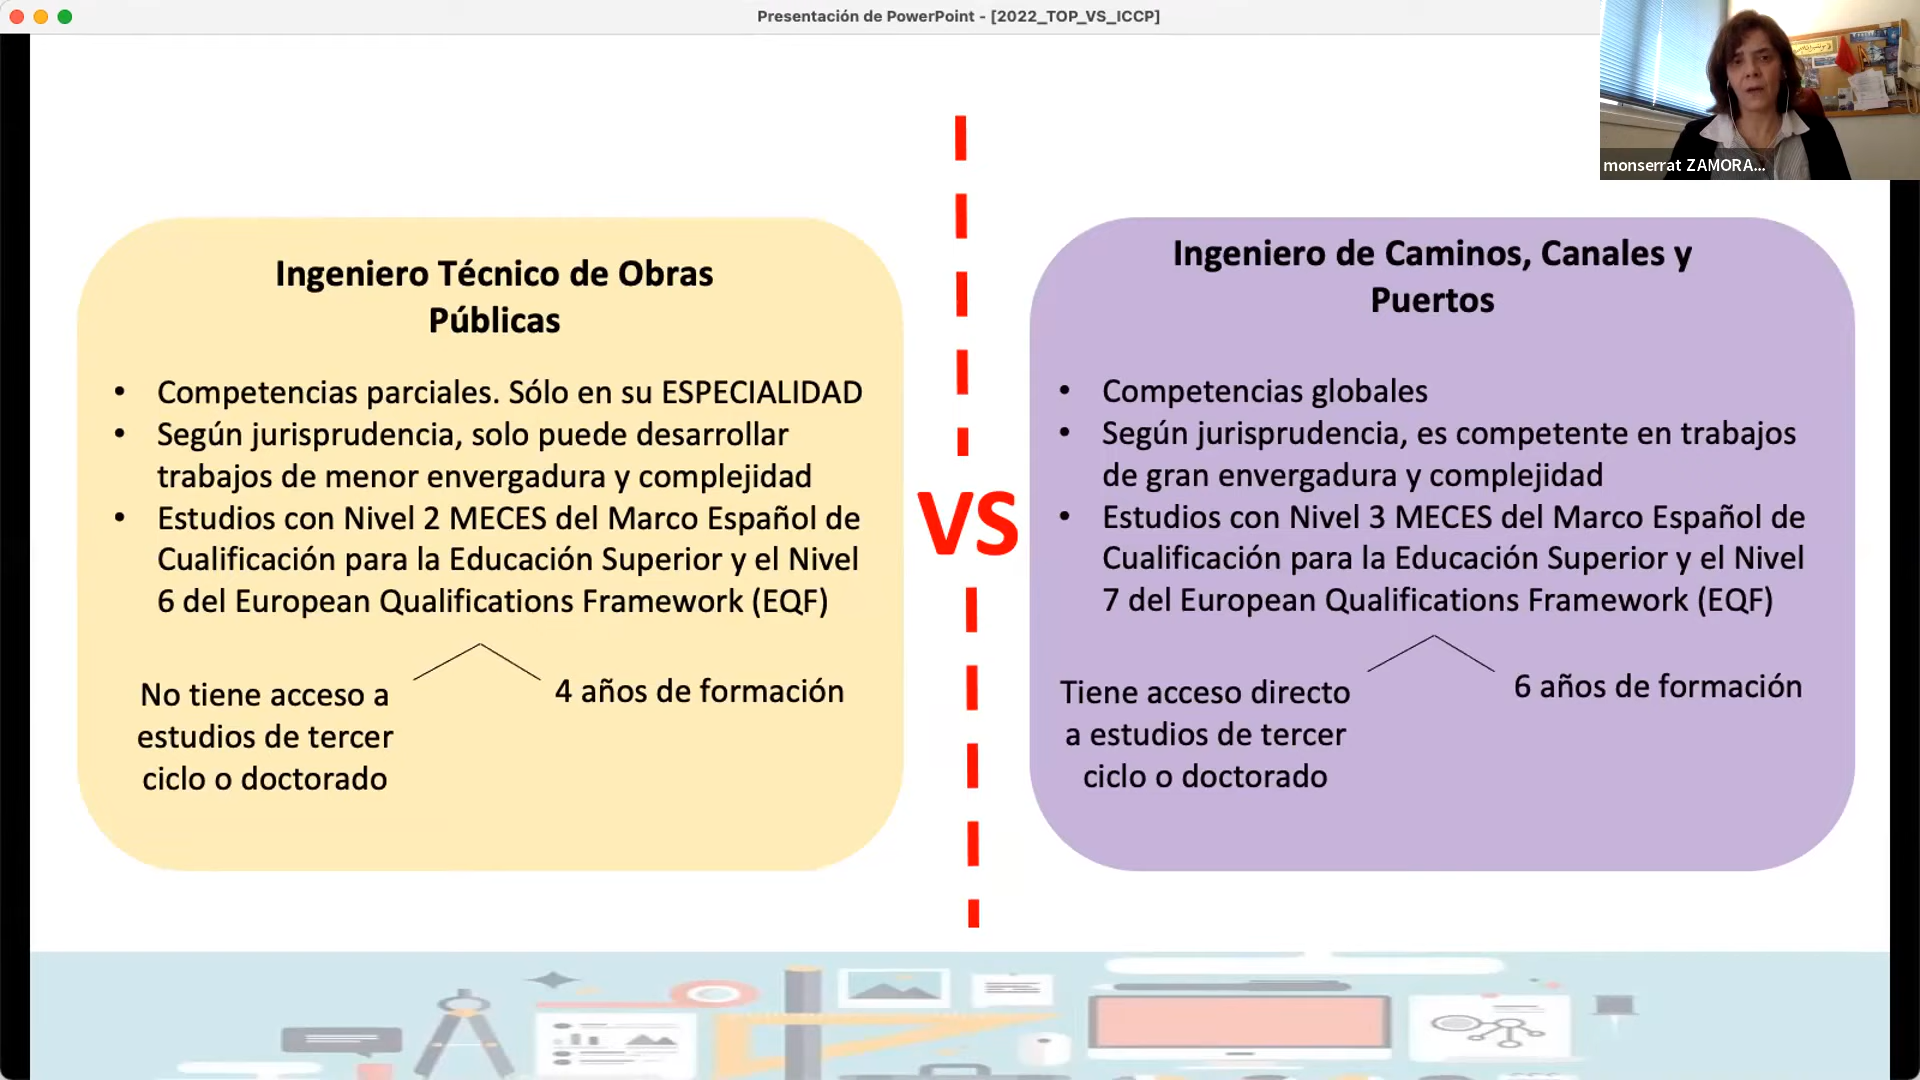 Presentación de PowerPoint - [2022_TOP_VS_ICCP]
monserrat ZAMORA...
Ingeniero Técnico de Obras
Públicas
• Competencias parciales. Sólo en su ESPECIALIDAD
• Según jurisprudencia, solo puede desarrollar
trabajos de menor envergadura y complejidad
• Estudios con Nivel 2 MECES del Marco Español de
Cualificación para la Educación Superior y el Nivel
6 del European Qualifications Framework (EQF)
No tiene acceso a
estudios de tercer
ciclo o doctorado
4 años de formación
VS
Ingeniero de Caminos, Canales y
Puertos
• Competencias globales
• Según jurisprudencia, es competente en trabajos
de gran envergadura y complejidad
• Estudios con Nivel 3 MECES del Marco Español de
Cualificación para la Educación Superior y el Nivel
7 del European Qualifications Framework (EQF)
Tiene acceso directo
a estudios de tercer
ciclo o doctorado
6 años de formación